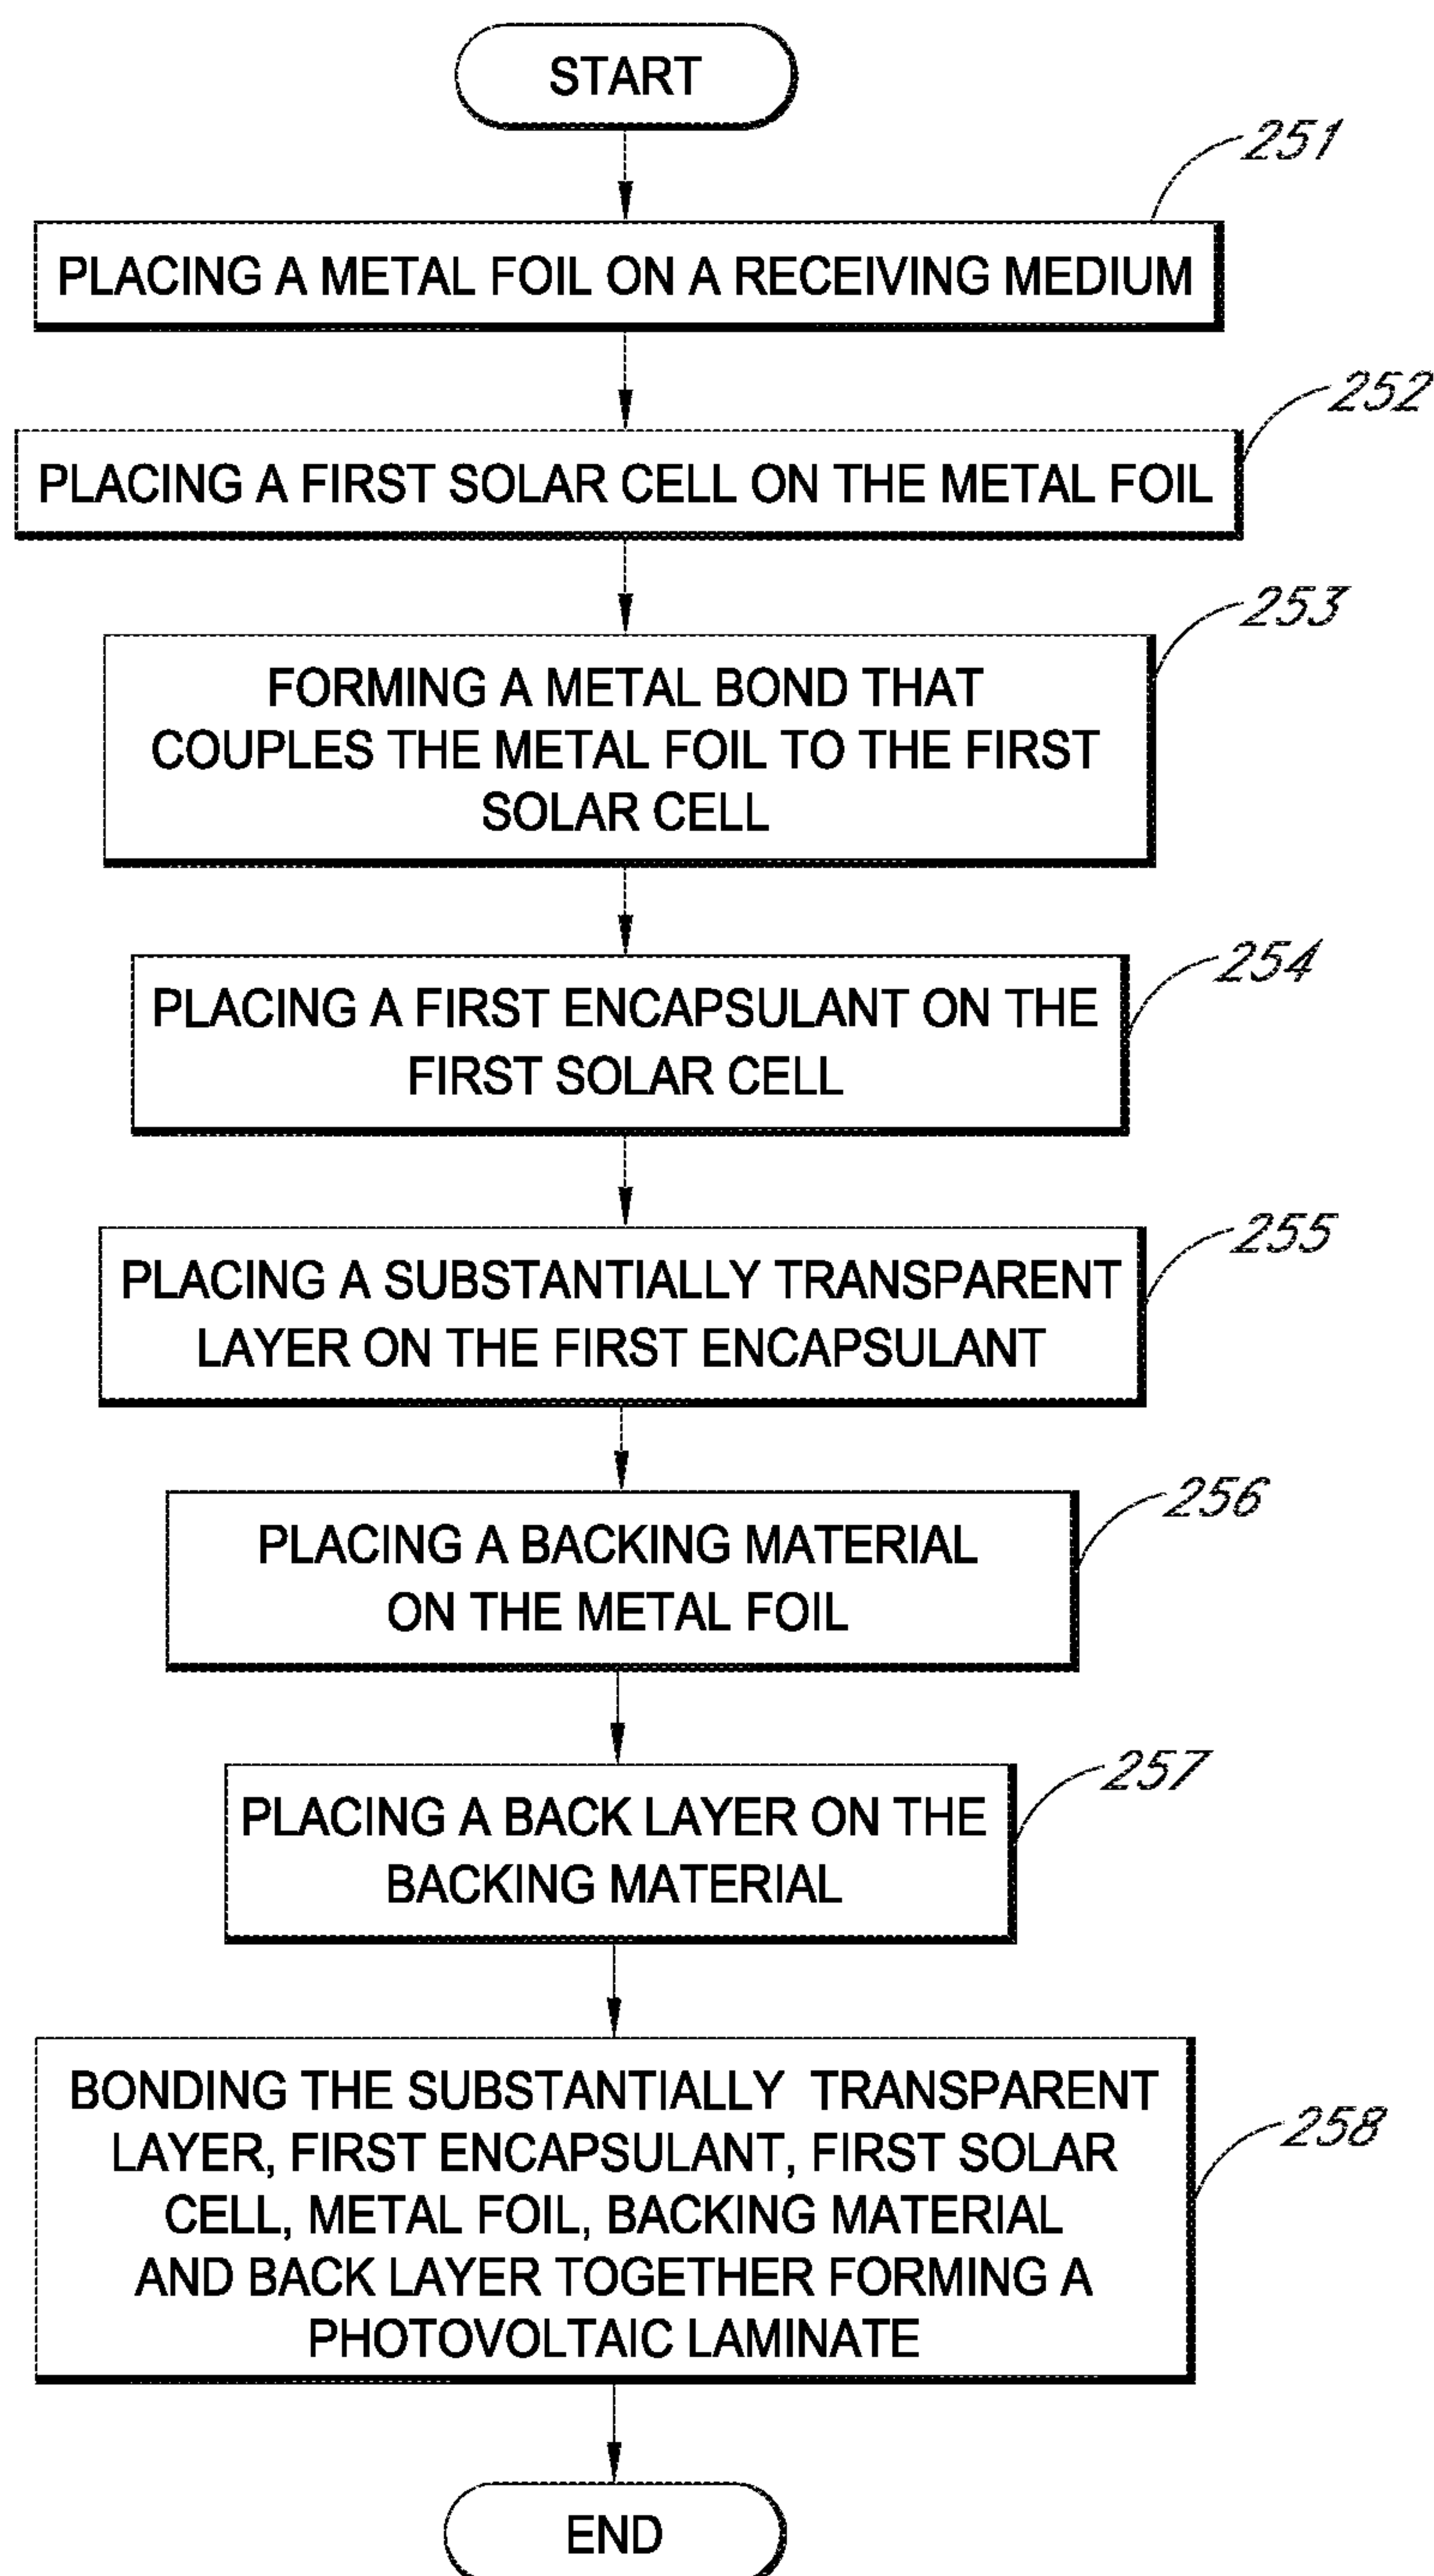 START
251
PLACING A METAL FOIL ON A RECEIVING MEDIUM
252
PLACING A FIRST SOLAR CELL ON THE METAL FOIL
253
FORMING A METAL BOND THAT
COUPLES THE METAL FOIL TO THE FIRST
SOLAR CELL
254
PLACING A FIRST ENCAPSULANT ON THE
FIRST SOLAR CELL
255
PLACING A SUBSTANTIALLY TRANSPARENT
LAYER ON THE FIRST ENCAPSULANT
256
PLACING A BACKING MATERIAL
ON THE METAL FOIL
257
PLACING A BACK LAYER ON THE
BACKING MATERIAL
258
BONDING THE SUBSTANTIALLY TRANSPARENT
LAYER, FIRST ENCAPSULANT, FIRST SOLAR
CELL, METAL FOIL, BACKING MATERIAL
AND BACK LAYER TOGETHER FORMING A
PHOTOVOLTAIC LAMINATE
END